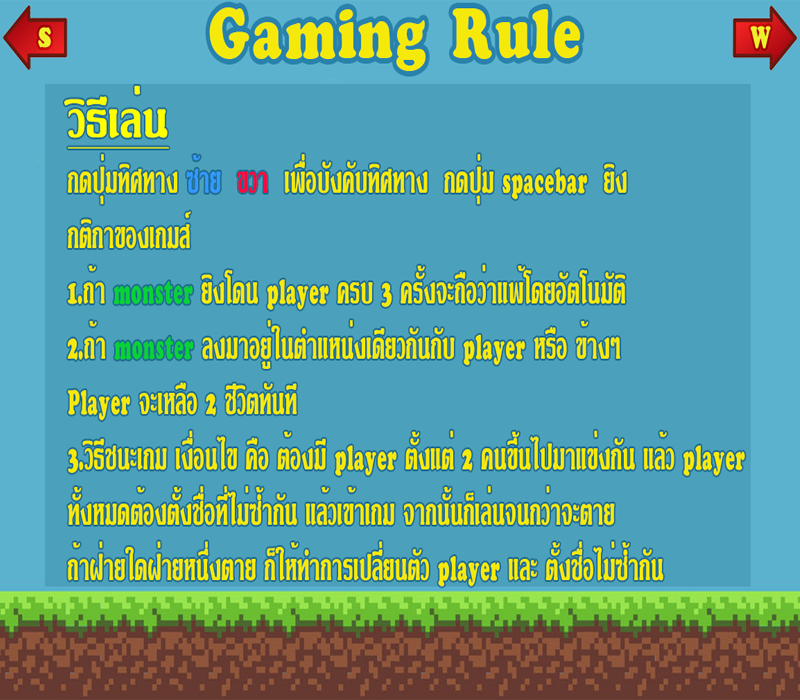 S
Gaming Rule
W
วิธีเล่น
กดปุ่มทิศทาง ซ้าย ขวา เพื่อบังคับทิศทาง กดปุ่ม spacebar ยิง
กติกาของเกมส์
1.ถ้า monster ยิงโดน player ครบ 3 ครั้งจะถือว่าแพ้โดยอัตโนมัติ
2.ถ้า monster ลงมาอยู่ในตำแหน่งเดียวกันกับ player หรือ ข้างๆ
Player จะเหลือ 2 ชีวิตทันที
3.วิธีชนะเกม เงื่อนไข คือ ต้องมี player ตั้งแต่ 2 คนขึ้นไปมาแข่งกัน แล้ว player
ทั้งหมดต้องตั้งชื่อที่ไม่ซ้ำกัน แล้วเข้าเกม จากนั้นก็เล่นจนกว่าจะตาย
ถ้าฝ่ายใดฝ่ายหนึ่งตาย ก็ให้ทำการเปลี่ยนตัว player และ ตั้งชื่อไม่ซ้ำกัน